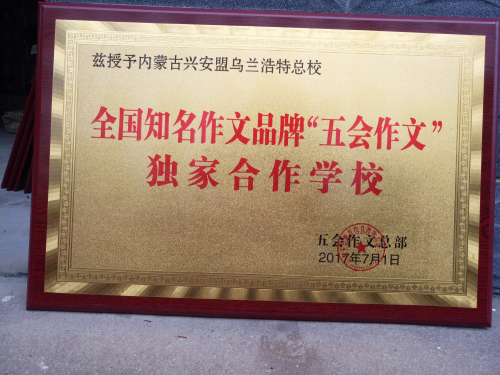 兹授予内蒙古兴安盟乌兰浩特总校
全国知名作文品牌“五会作文”
独家合作学校
五会作文总部
2017年7月1日